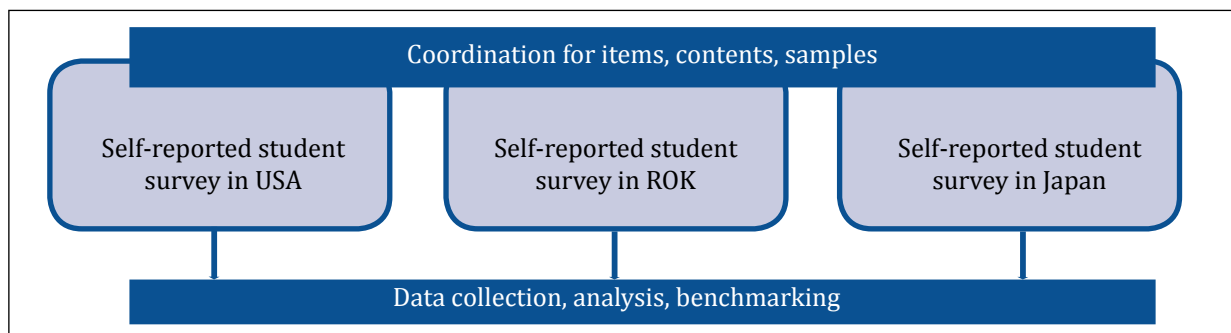 Coordination for items, contents, samples
Self-reported student
survey in USA
Self-reported student
survey in ROK
Self-reported student
survey in Japan
Data collection, analysis, benchmarking